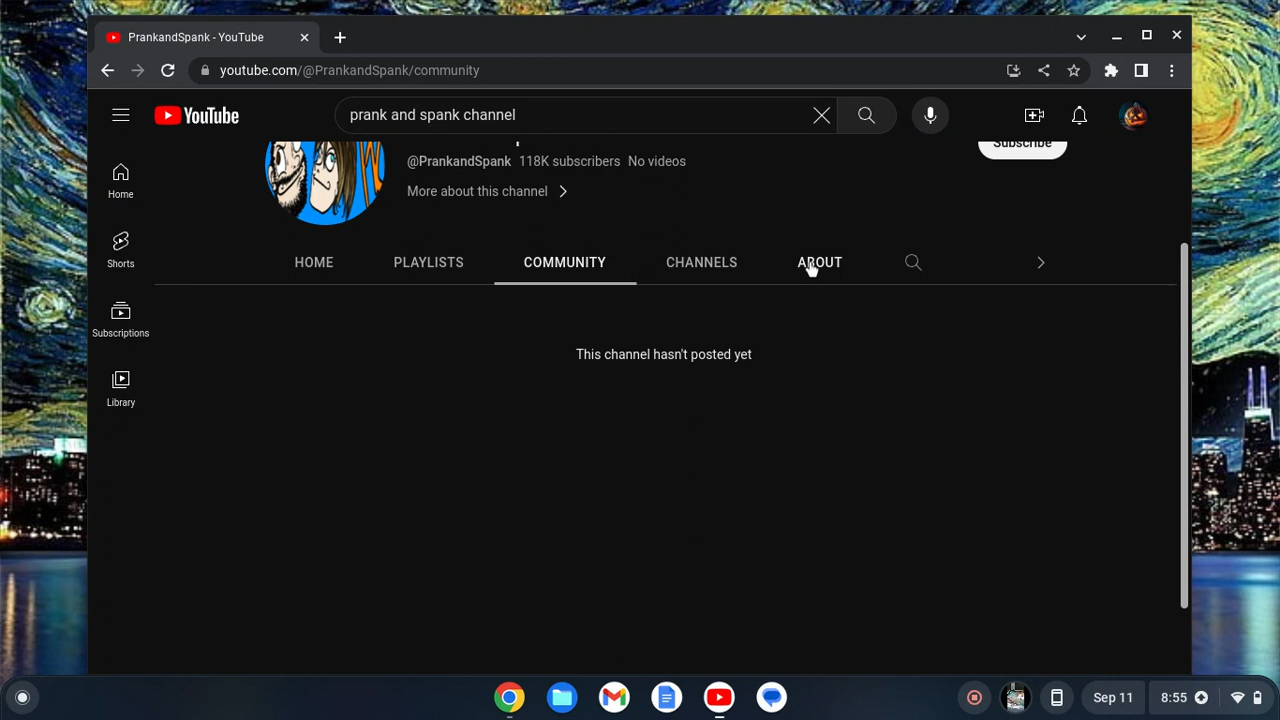 PrankandSpank - YouTube
youtube.com/@PrankandSpank/community
YouTube
prank and spank channel
@PrankandSpank 118K subscribers No videos
Subscribe
More about this channel
Home
Shorts
Subscriptions
Library
HOME PLAYLISTS COMMUNITY CHANNELS ABOUT
This channel hasn't posted yet
Sep 11 8:55